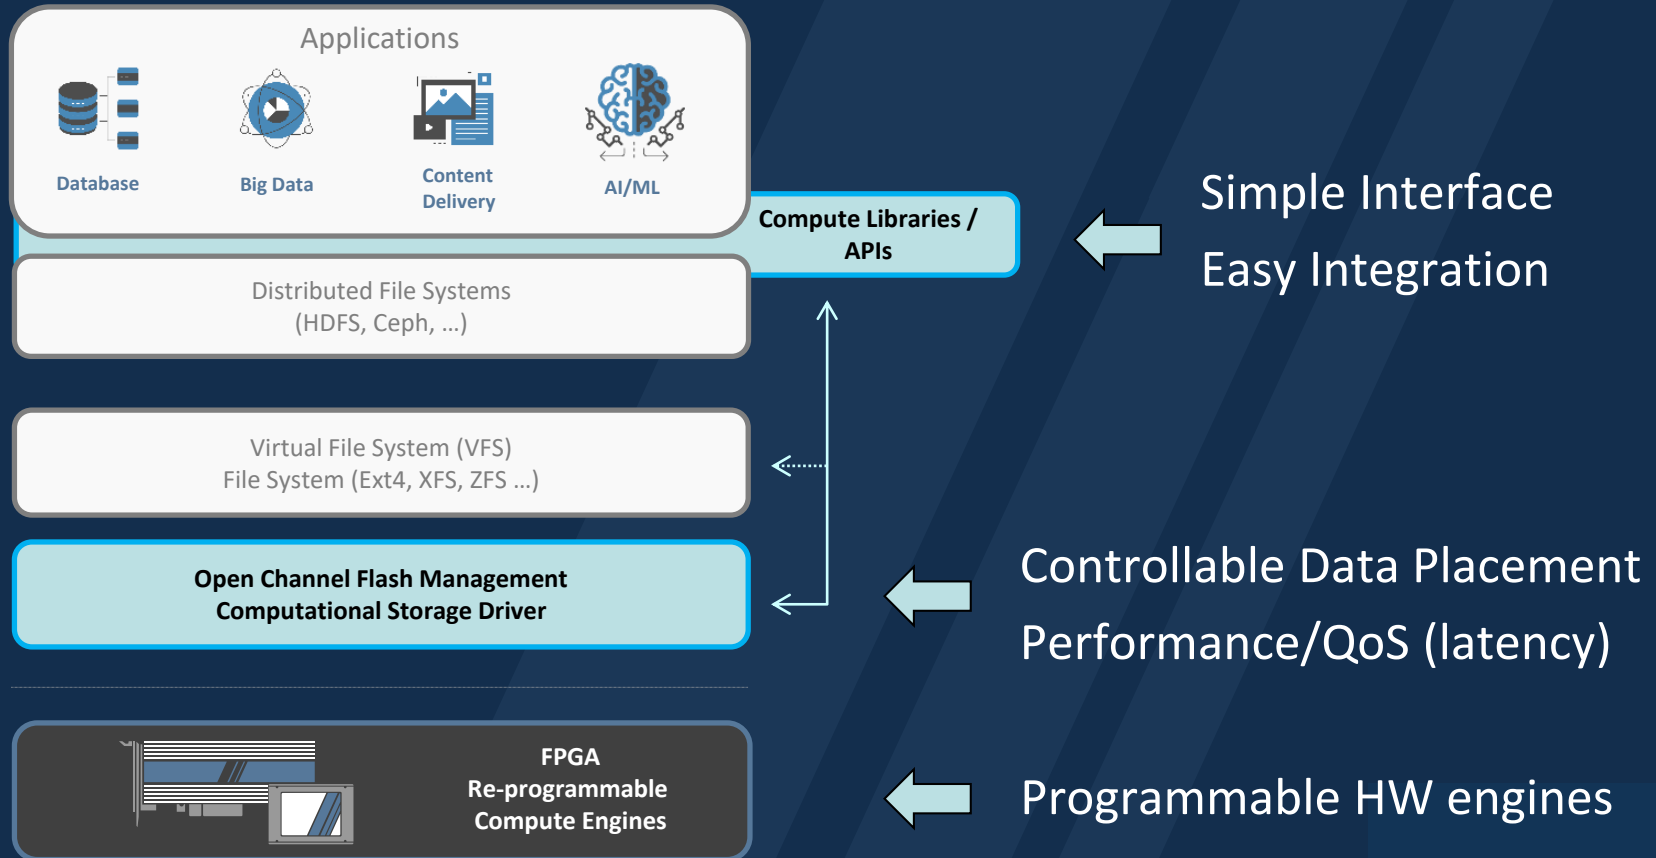 Applications
Database
Big Data
Content
Delivery
AI/ML
Compute Libraries /
APIs
Simple Interface
Easy Integration
Distributed File Systems
(HDFS, Ceph, ...)
Virtual File System (VFS)
File System (Ext4, XFS, ZFS ...)
Open Channel Flash Management
Computational Storage Driver
Controllable Data Placement
Performance/QoS (latency)
FPGA
Re-programmable
Compute Engines
Programmable HW engines